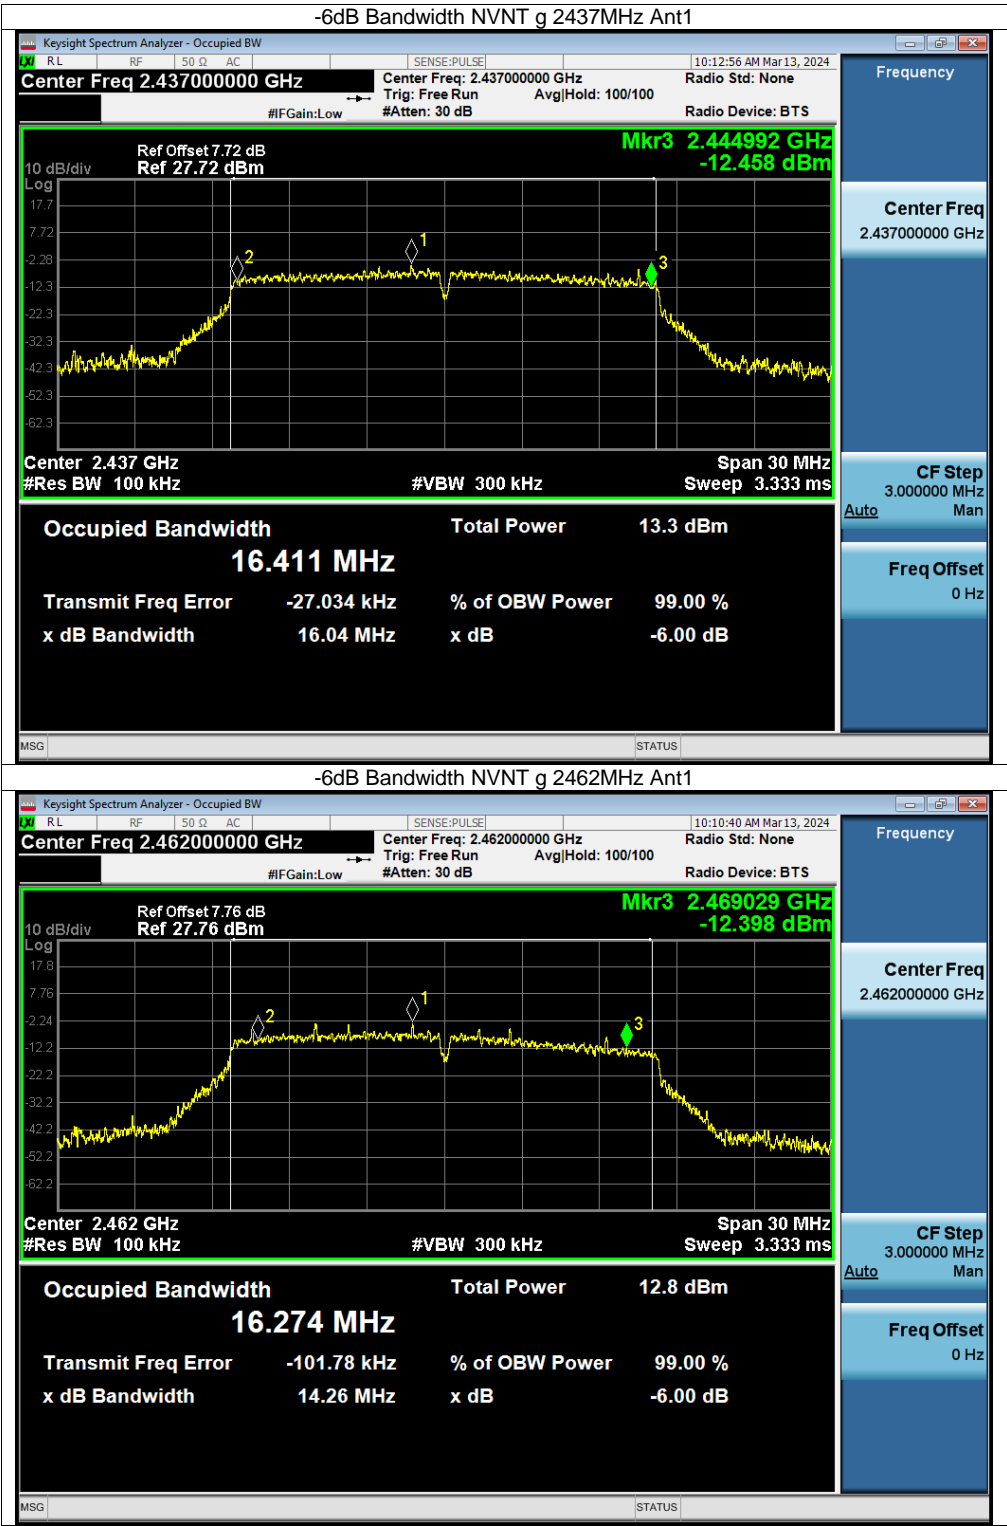 -6dB Bandwidth NVNT g 2437MHz Ant1
Keysight Spectrum Analyzer - Occupied BW
LXI RL RF 50 Ω AC SENSE:PULSE 10:12:56 AM Mar 13, 2024
Center Freq 2.437000000 GHz
Center Freq: 2.437000000 GHz Radio Std: None
Trig: Free Run Avg|Hold: 100/100
#IFGain:Low #Atten: 30 dB Radio Device: BTS
Mkr3 2.444992 GHz
-12.458 dBm
Ref Offset 7.72 dB
10 dB/div Ref 27.72 dBm
Log
17.7
7.72
-2.28
-12.3
-22.3
-32.3
-42.3
-52.3
-62.3
1
2
3
Center 2.437 GHz Span 30 MHz
#Res BW 100 kHz #VBW 300 kHz Sweep 3.333 ms
Occupied Bandwidth Total Power 13.3 dBm
16.411 MHz
Transmit Freq Error -27.034 kHz % of OBW Power 99.00 %
x dB Bandwidth 16.04 MHz x dB -6.00 dB
MSG STATUS
Frequency
Center Freq
2.437000000 GHz
CF Step
3.000000 MHz
Auto Man
Freq Offset
0 Hz
-6dB Bandwidth NVNT g 2462MHz Ant1
Keysight Spectrum Analyzer - Occupied BW
LXI RL RF 50 Ω AC SENSE:PULSE 10:10:40 AM Mar 13, 2024
Center Freq 2.462000000 GHz
Center Freq: 2.462000000 GHz Radio Std: None
Trig: Free Run Avg|Hold: 100/100
#IFGain:Low #Atten: 30 dB Radio Device: BTS
Mkr3 2.469029 GHz
-12.398 dBm
Ref Offset 7.76 dB
10 dB/div Ref 27.76 dBm
Log
17.8
7.76
-2.24
-12.2
-22.2
-32.2
-42.2
-52.2
-62.2
1
2
3
Center 2.462 GHz Span 30 MHz
#Res BW 100 kHz #VBW 300 kHz Sweep 3.333 ms
Occupied Bandwidth Total Power 12.8 dBm
16.274 MHz
Transmit Freq Error -101.78 kHz % of OBW Power 99.00 %
x dB Bandwidth 14.26 MHz x dB -6.00 dB
MSG STATUS
Frequency
Center Freq
2.462000000 GHz
CF Step
3.000000 MHz
Auto Man
Freq Offset
0 Hz